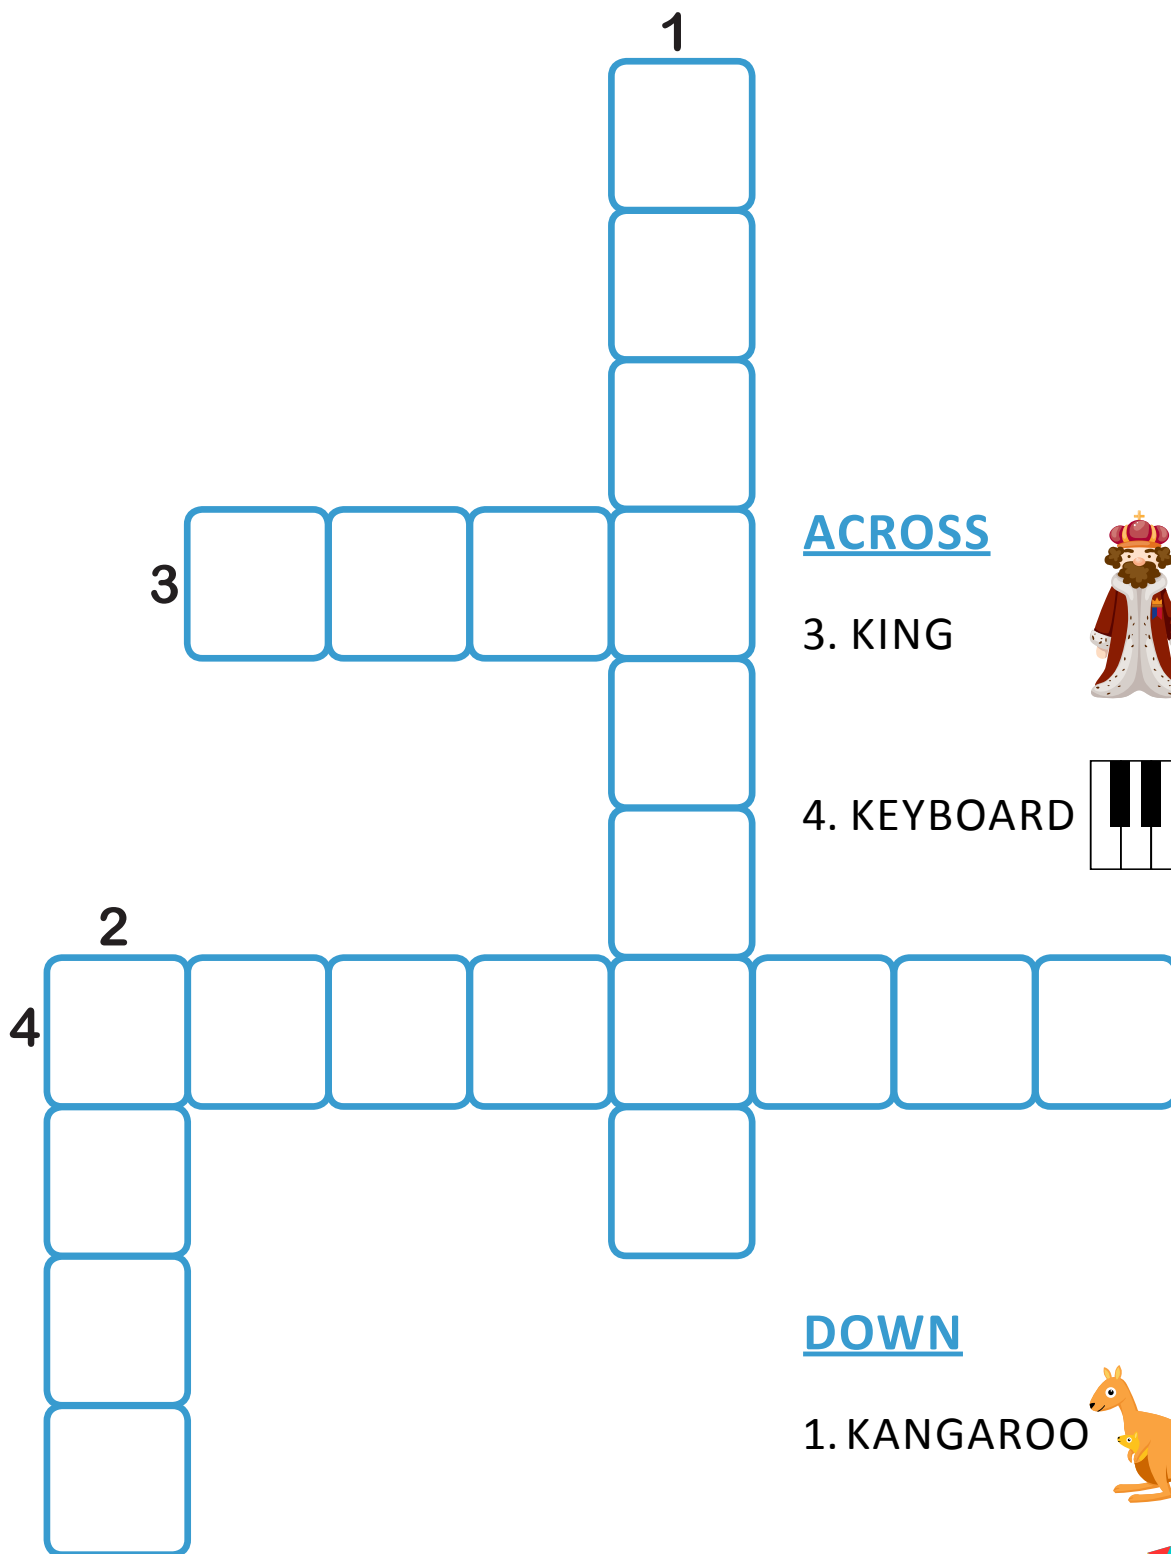 1
ACROSS
3
3. KING
4. KEYBOARD
2
4
DOWN
1. KANGAROO